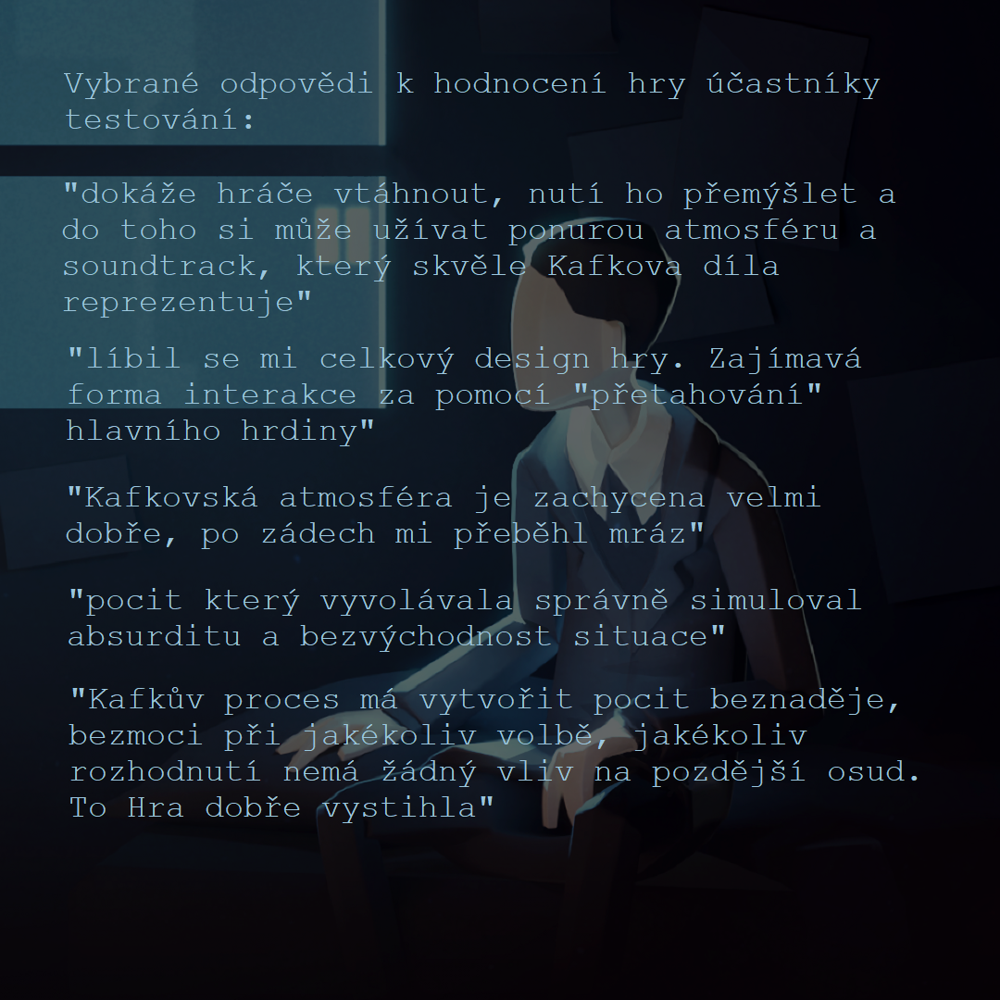 Vybrané odpovědi k hodnocení hry účastníky
testování:
"dokáže hráče vtáhnout, nutí ho přemýšlet a
do toho si může užívat ponurou atmosféru a
soundtrack, který skvěle Kafkova díla
reprezentuje"
"líbil se mi celkový design hry. Zajímavá
forma interakce za pomocí "přetahování"
hlavního hrdiny"
"Kafkovská atmosféra je zachycena velmi
dobře, po zádech mi přeběhl mráz"
"pocit který vyvolávala správně simuloval
absurditu a bezvýchodnost situace"
"Kafkův proces má vytvořit pocit beznaděje,
bezmoci při jakékoliv volbě, jakékoliv
rozhodnutí nemá žádný vliv na pozdější osud.
To Hra dobře vystihla"